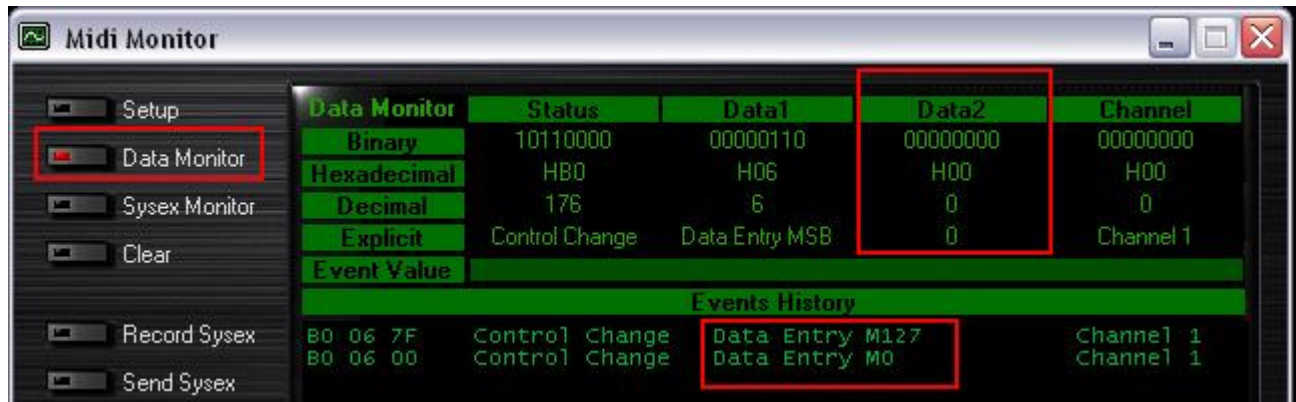 Midi Monitor
Setup
Data Monitor
Sysex Monitor
Clear
Record Sysex
Send Sysex
Data Monitor Status Data1 Data2 Channel
Binary 10110000 00000110 00000000 00000000
Hexadecimal HB0 H06 H00 H00
Decimal 176 6 0 0
Explicit Control Change Data Entry MSB 0 Channel 1
Event Value
Events History
B0 06 7F Control Change Data Entry M127 Channel 1
B0 06 00 Control Change Data Entry M0 Channel 1